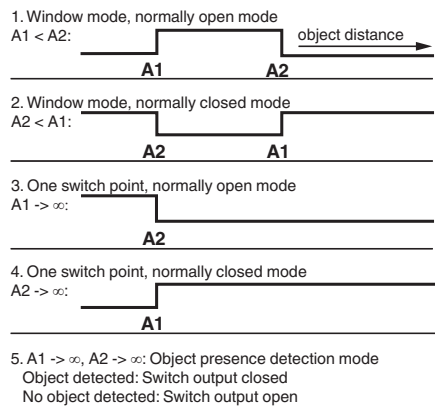 1. Window mode, normally open mode
A1 < A2:
object distance
A1 A2
2. Window mode, normally closed mode
A2 < A1:
A2 A1
3. One switch point, normally open mode
A1 -> ∞:
A2
4. One switch point, normally closed mode
A2 -> ∞:
A1
5. A1 -> ∞, A2 -> ∞: Object presence detection mode
Object detected: Switch output closed
No object detected: Switch output open